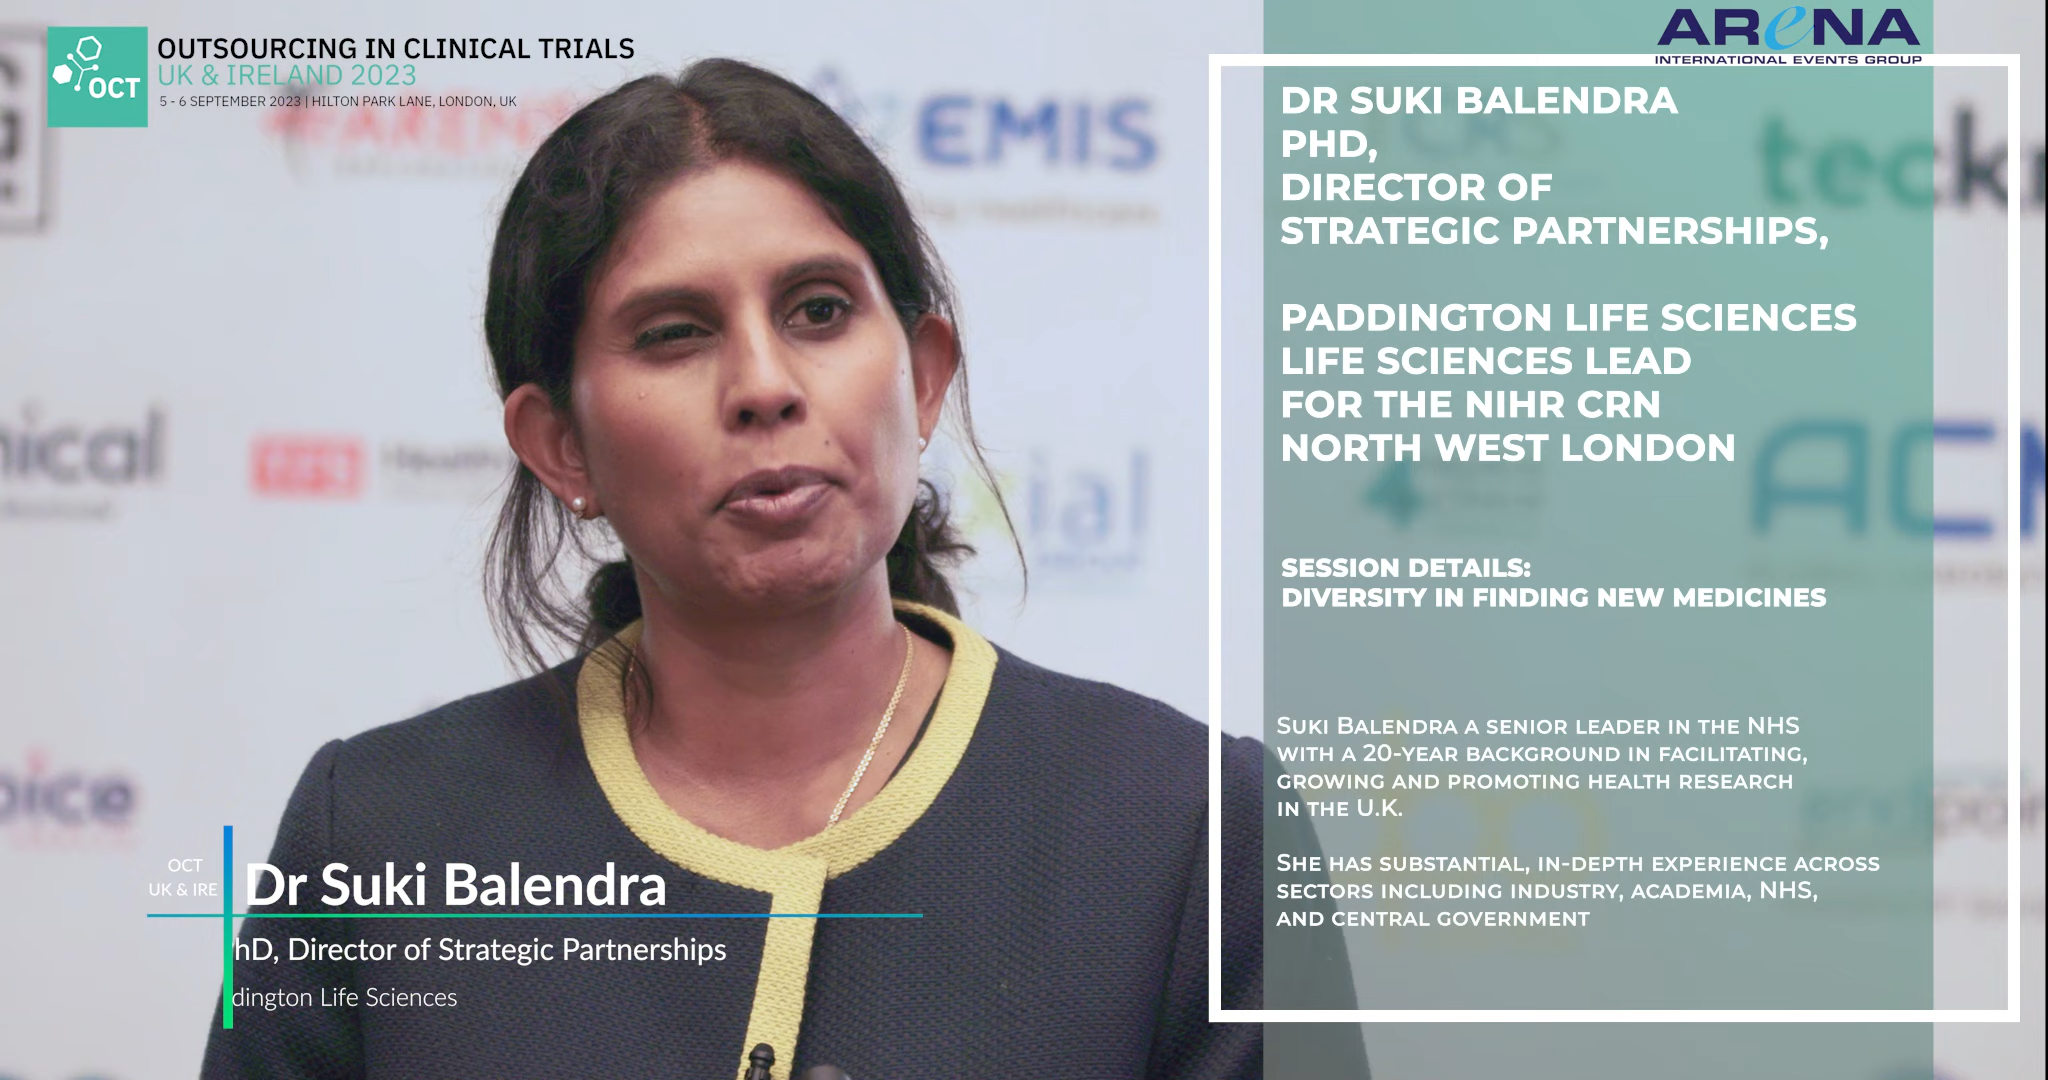 OCT
OUTSOURCING IN CLINICAL TRIALS
UK & IRELAND 2023
5 - 6 SEPTEMBER 2023 | HILTON PARK LANE, LONDON, UK
EMIS
nical
ial
oice
teck
AC
ARENA
INTERNATIONAL EVENTS GROUP
DR SUKI BALENDRA
PHD,
DIRECTOR OF
STRATEGIC PARTNERSHIPS,
PADDINGTON LIFE SCIENCES
LIFE SCIENCES LEAD
FOR THE NIHR CRN
NORTH WEST LONDON
SESSION DETAILS:
DIVERSITY IN FINDING NEW MEDICINES
SUKI BALENDRA A SENIOR LEADER IN THE NHS
WITH A 20-YEAR BACKGROUND IN FACILITATING,
GROWING AND PROMOTING HEALTH RESEARCH
IN THE U.K.
SHE HAS SUBSTANTIAL, IN-DEPTH EXPERIENCE ACROSS
SECTORS INCLUDING INDUSTRY, ACADEMIA, NHS,
AND CENTRAL GOVERNMENT
OCT
UK & IRE
Dr Suki Balendra
hD, Director of Strategic Partnerships
dington Life Sciences